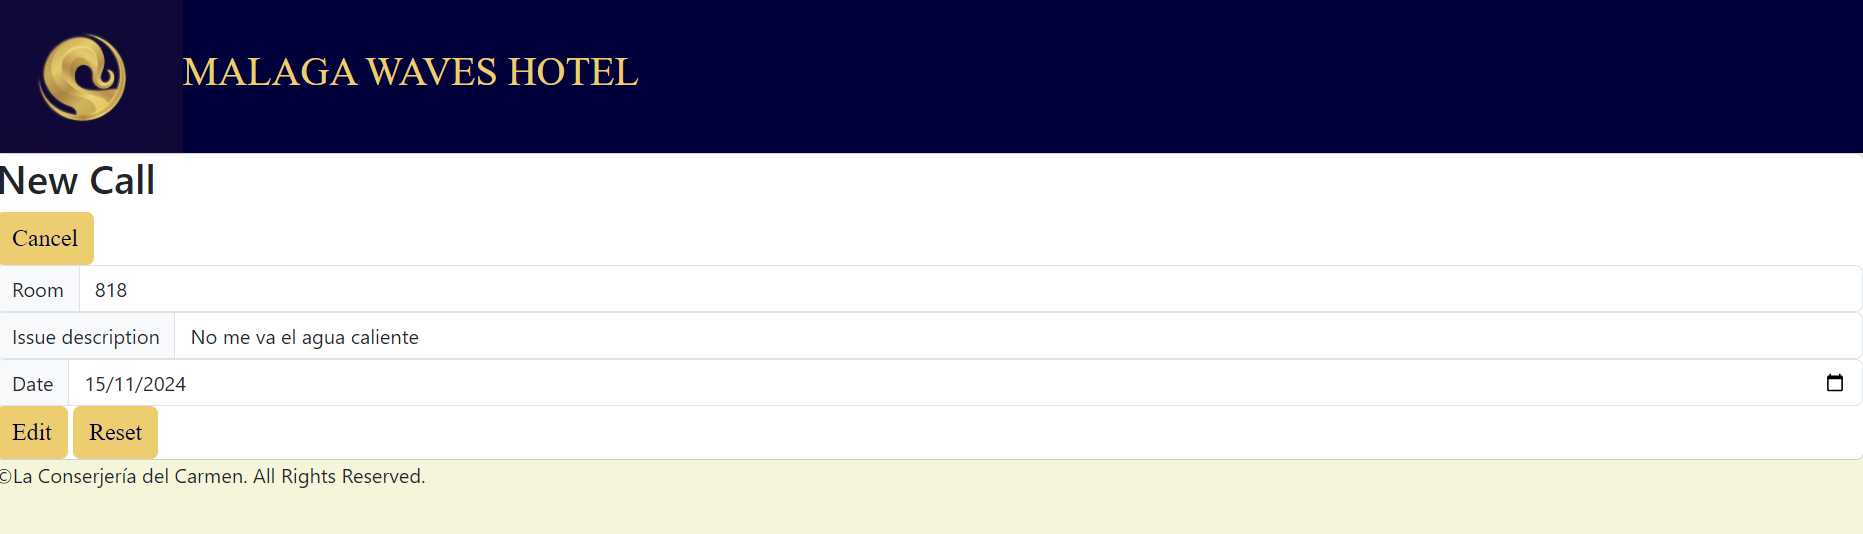 MALAGA WAVES HOTEL
New Call
Cancel
Room 818
Issue description No me va el agua caliente
Date 15/11/2024
Edit Reset
©La Conserjería del Carmen. All Rights Reserved.